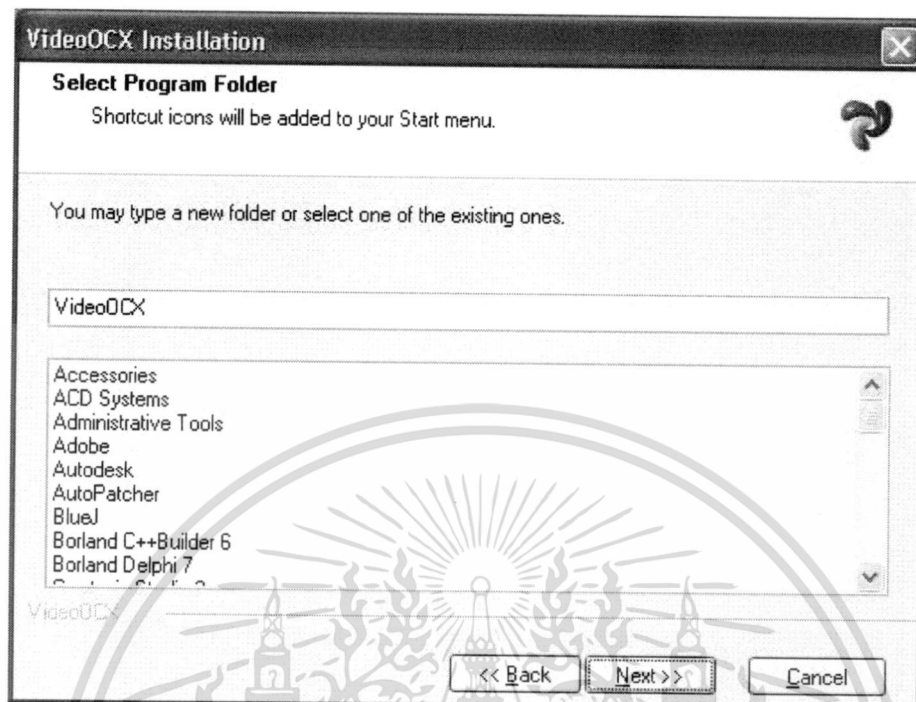 VideoOCX Installation
Select Program Folder
Shortcut icons will be added to your Start menu.
You may type a new folder or select one of the existing ones.
VideoOCX
Accessories
ACD Systems
Administrative Tools
Adobe
Autodesk
AutoPatcher
BlueJ
Borland C++Builder 6
Borland Delphi 7
VideoOCX
<< Back
Next >>
Cancel